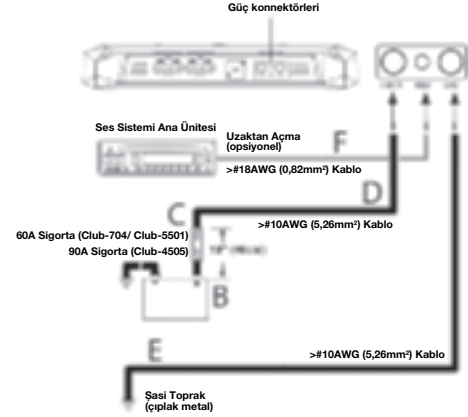 Güç konnektörleri
Ses Sistemi Ana Ünitesi
Uzaktan Açma
(opsiyonel)
F
>#18AWG (0,82mm²) Kablo
D
C
>#10AWG (5,26mm²) Kablo
60A Sigorta (Club-704/ Club-5501)
90A Sigorta (Club-4505)
B
E
>#10AWG (5,26mm²) Kablo
Şasi Toprak
(çıplak metal)